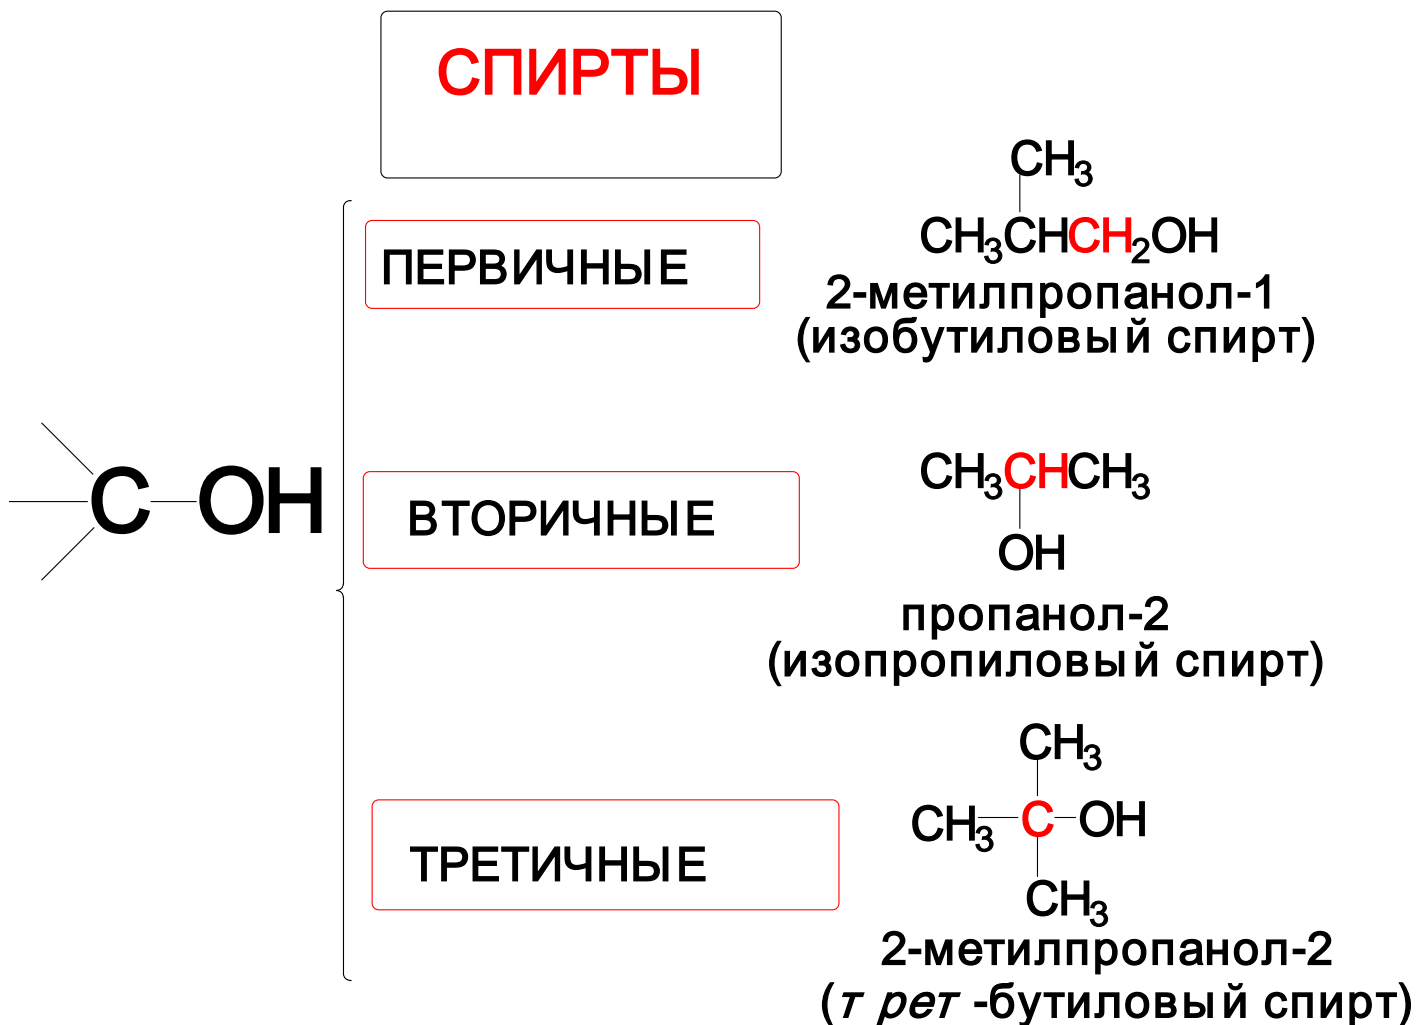 СПИРТЫ
ПЕРВИЧНЫЕ
CH3
CH3CHCH2OH
2-метилпропанол-1
(изобутиловый спирт)
C OH
ВТОРИЧНЫЕ
CH3CHCH3
OH
пропанол-2
(изопропиловый спирт)
ТРЕТИЧНЫЕ
CH3
CH3 C OH
CH3
2-метилпропанол-2
(т рет -бутиловый спирт)